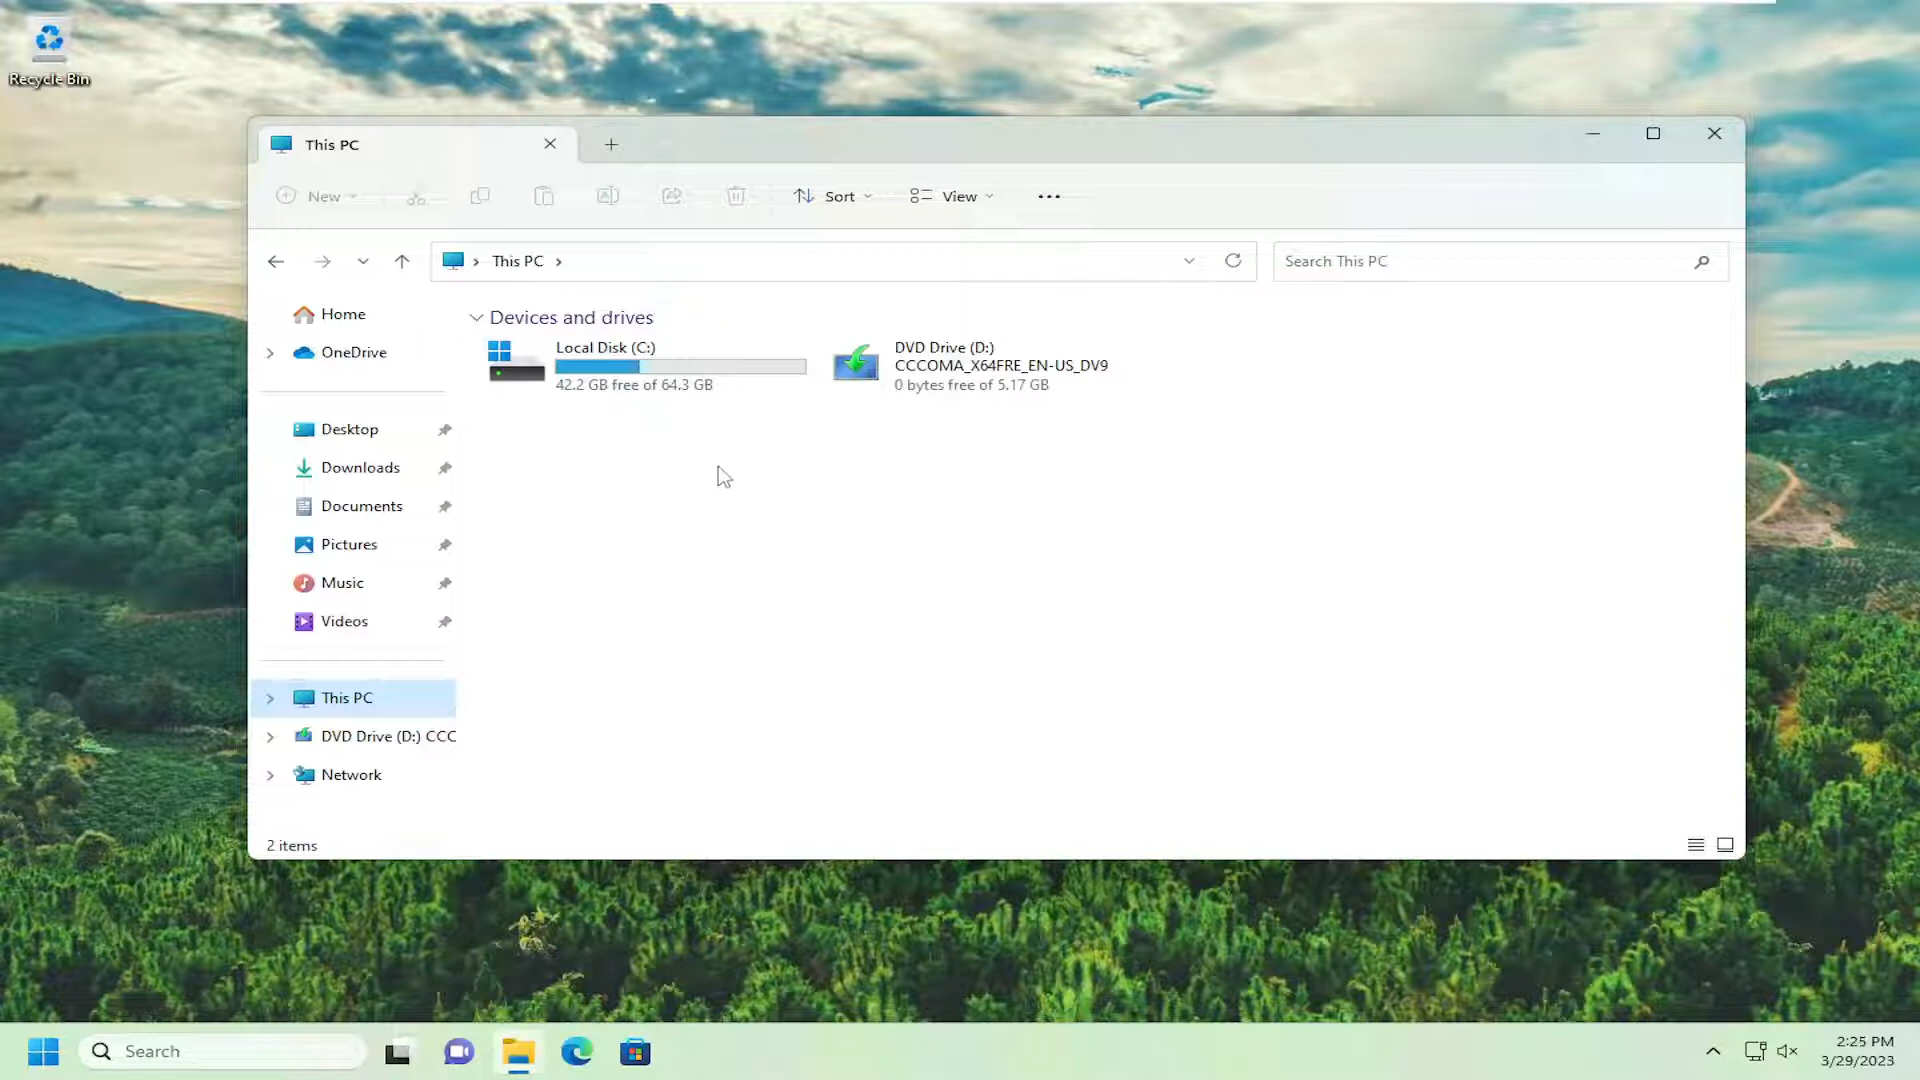 Recycle Bin
This PC
New
Sort
View
This PC
Search This PC
Home
OneDrive
Desktop
Downloads
Documents
Pictures
Music
Videos
This PC
DVD Drive (D:) CCC
Network
Devices and drives
Local Disk (C:)
42.2 GB free of 64.3 GB
DVD Drive (D:)
CCCOMA_X64FRE_EN-US_DV9
0 bytes free of 5.17 GB
2 items
Search
2:25 PM
3/29/2023